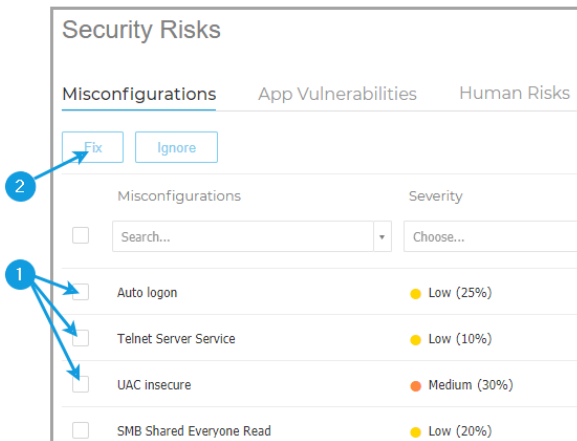 Security Risks
Misconfigurations App Vulnerabilities Human Risks
Fix Ignore
2
Misconfigurations Severity
Search... Choose...
1
Auto logon Low (25%)
Telnet Server Service Low (10%)
UAC insecure Medium (30%)
SMB Shared Everyone Read Low (20%)